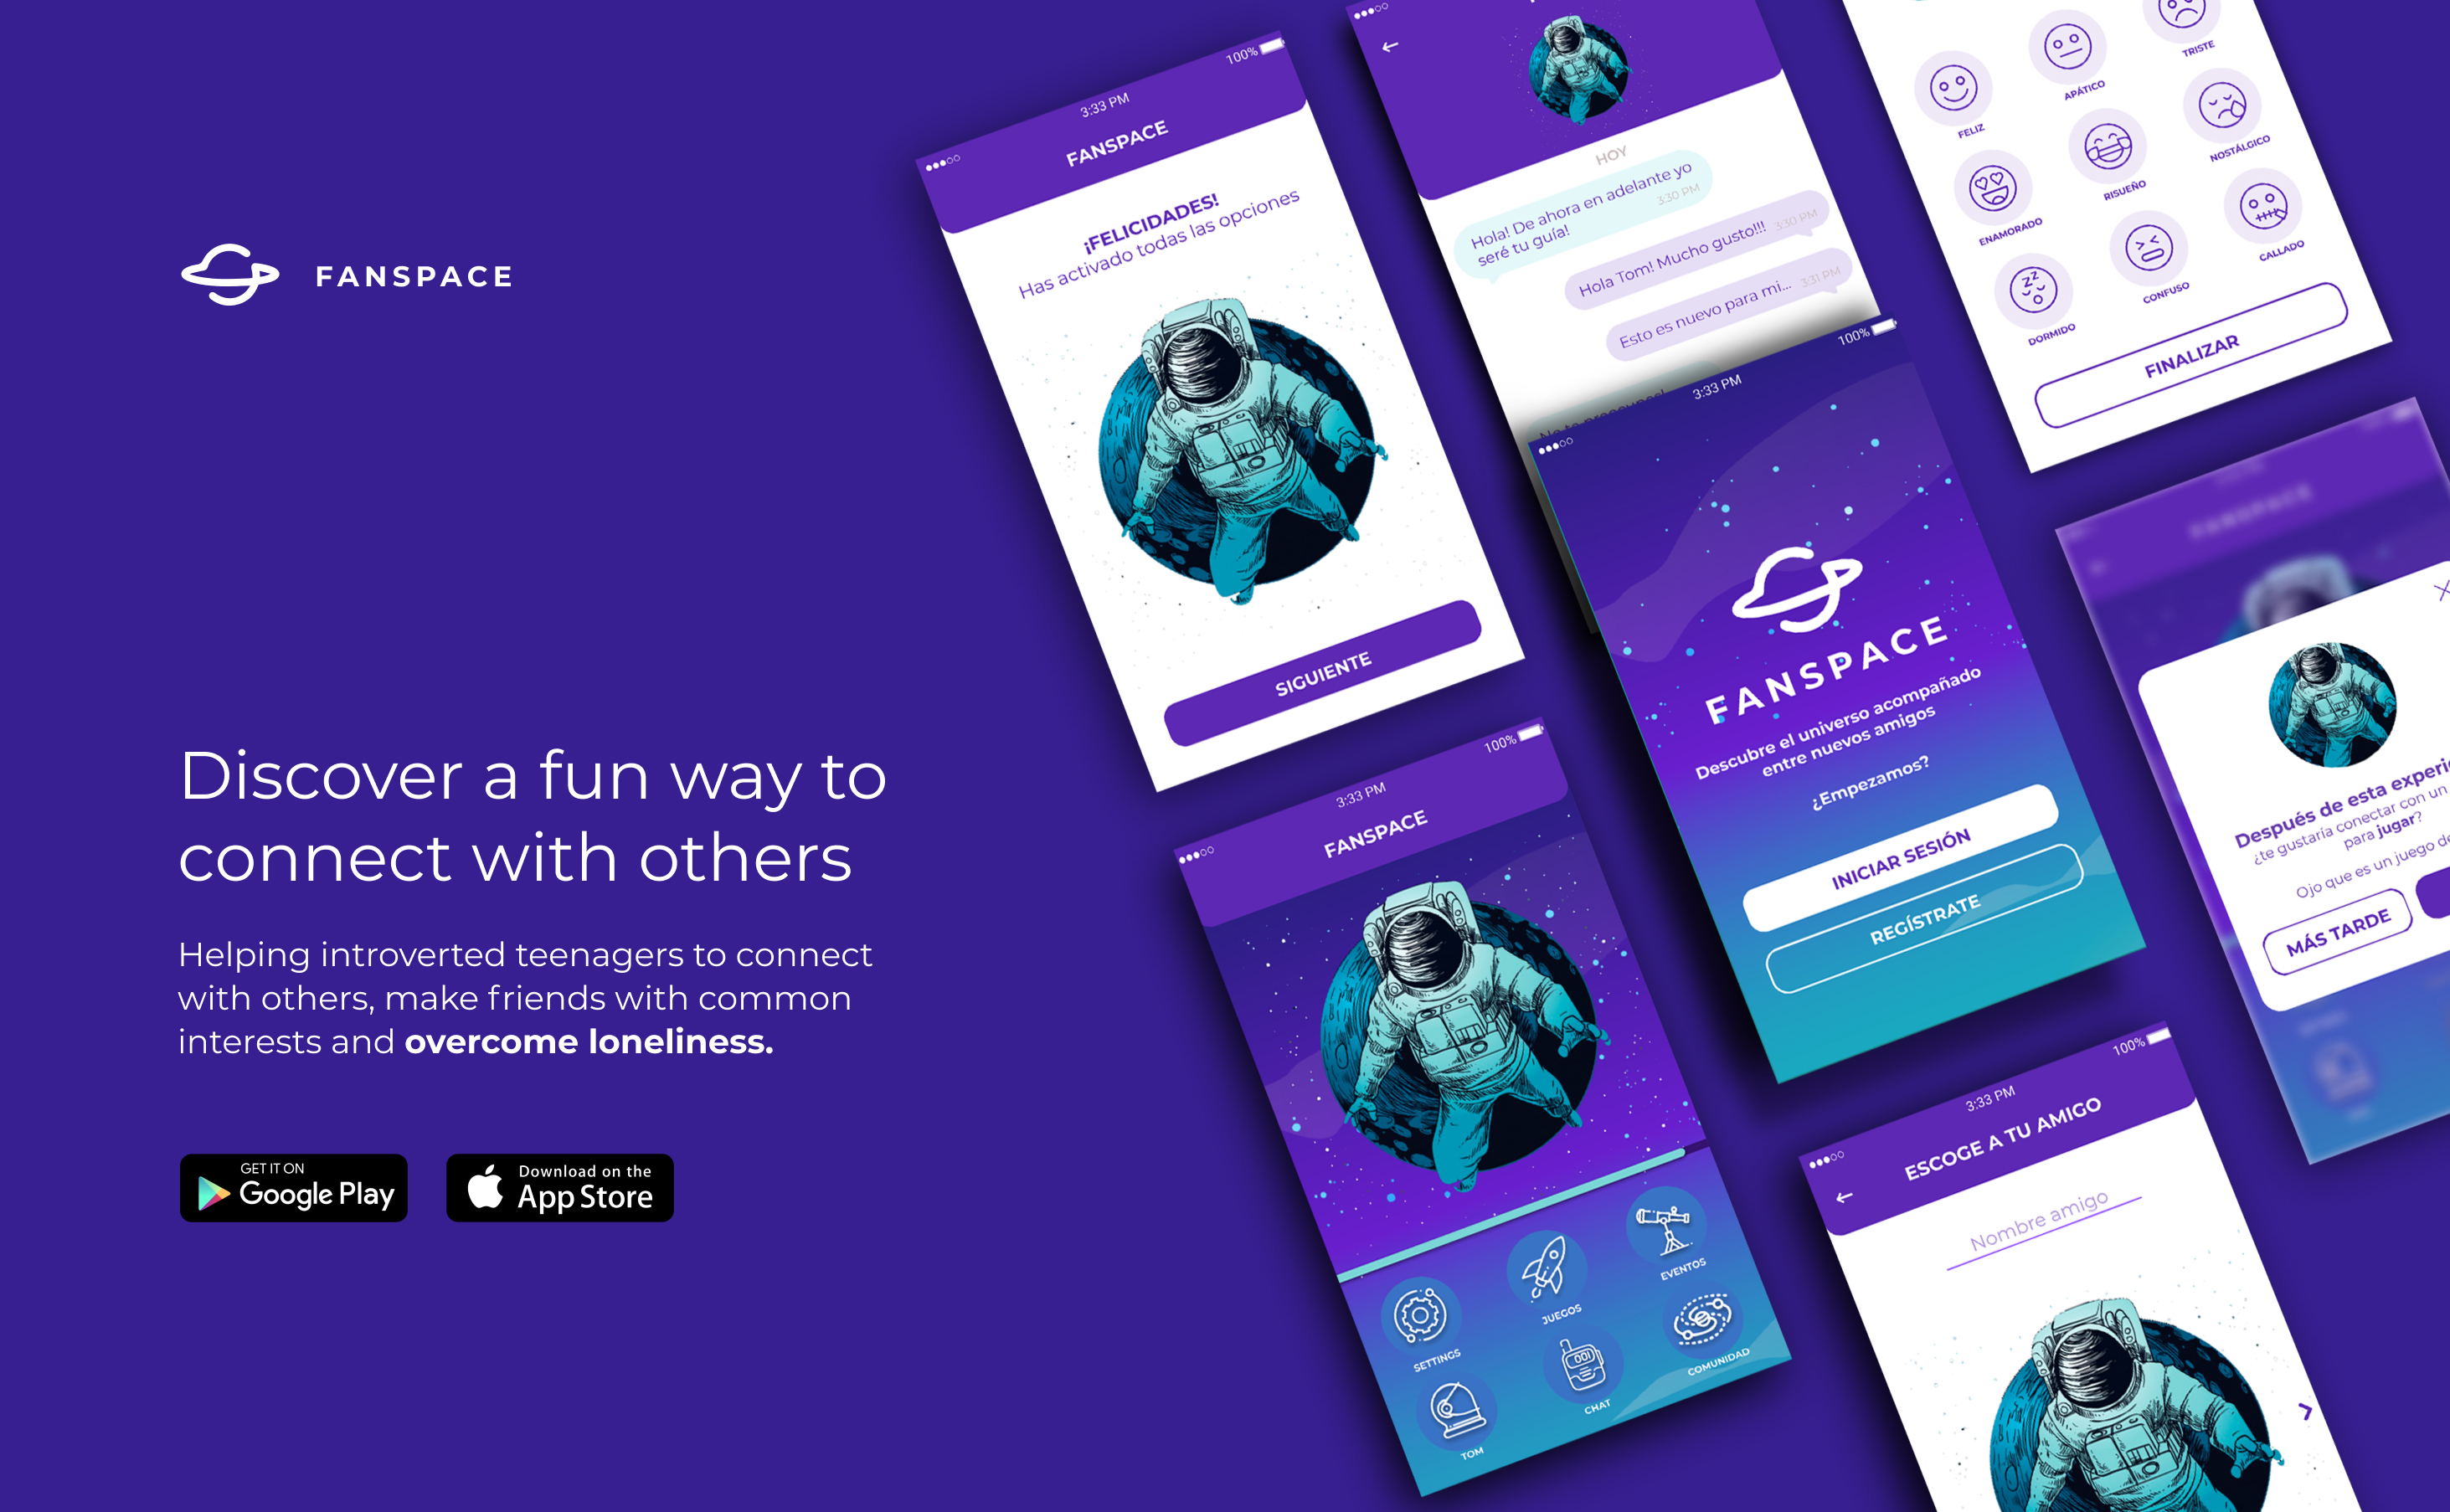 FANSPACE
Discover a fun way to
connect with others
Helping introverted teenagers to connect
with others, make friends with common
interests and overcome loneliness.
GET IT ON
Google Play
Download on the
App Store
100%
3:33 PM
FANSPACE
¡FELICIDADES!
Has activado todas las opciones
SIGUIENTE
HOY
Hola! De ahora en adelante yo
seré tu guía!
3:30 PM
Hola Tom! Mucho gusto!!! 3:30 PM
Esto es nuevo para mi... 3:31 PM
TRISTE
APÁTICO
FELIZ
NOSTÁLGICO
RISUEÑO
ENAMORADO
CALLADO
CONFUSO
DORMIDO
FINALIZAR
100%
3:33 PM
FANSPACE
Descubre el universo acompañado
entre nuevos amigos
¿Empezamos?
INICIAR SESIÓN
REGÍSTRATE
100%
3:33 PM
FANSPACE
SETTINGS
JUEGOS
EVENTOS
TOM
CHAT
COMUNIDAD
FANSPACE
Después de esta
¿te gustaría conectar con un
para jugar?
Ojo que es un juego
MÁS TARDE
100%
3:33 PM
ESCOGE A TU AMIGO
Nombre amigo